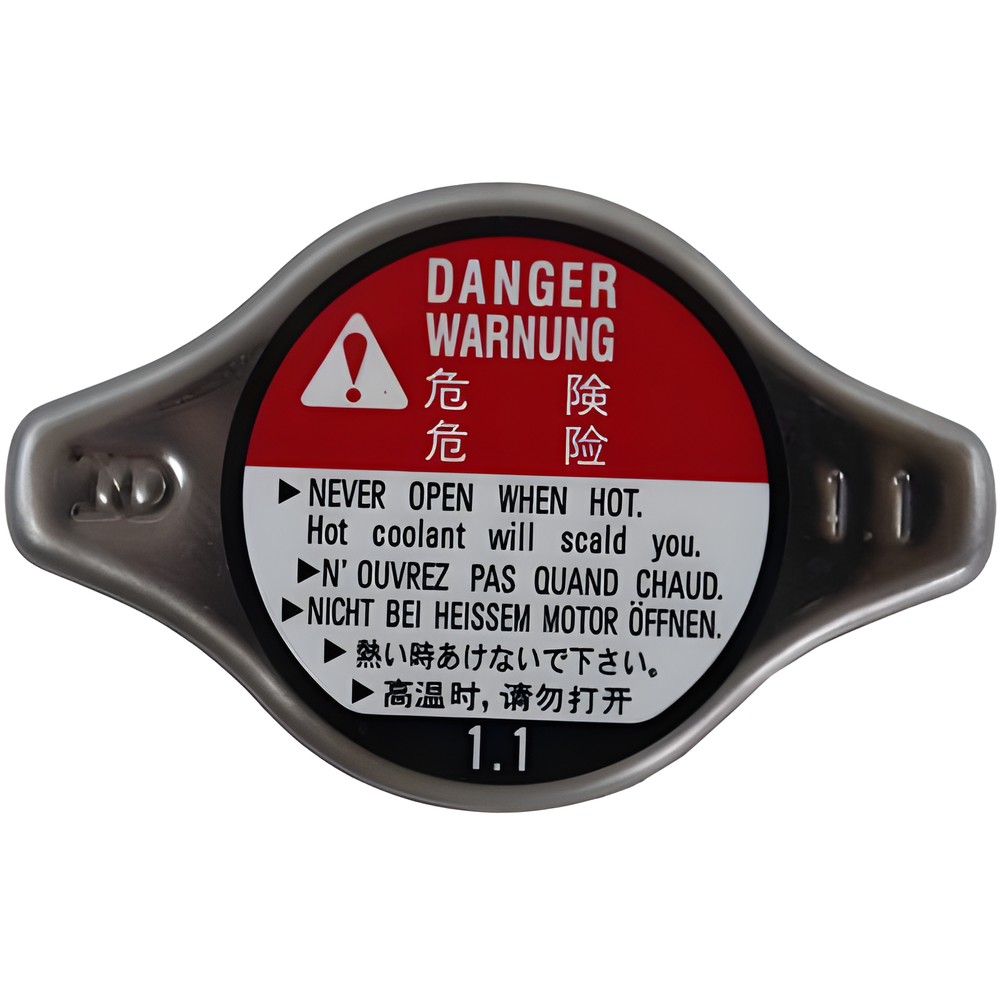 DANGER
WARNUNG
危 険
危 险
▶NEVER OPEN WHEN HOT.
Hot coolant will scald you.
▶N' OUVREZ PAS QUAND CHAUD.
▶NICHT BEI HEISSEM MOTOR ÖFFNEN.
▶熱い時あけないで下さい。
▶高温时,请勿打开
1.1
ND
1.1